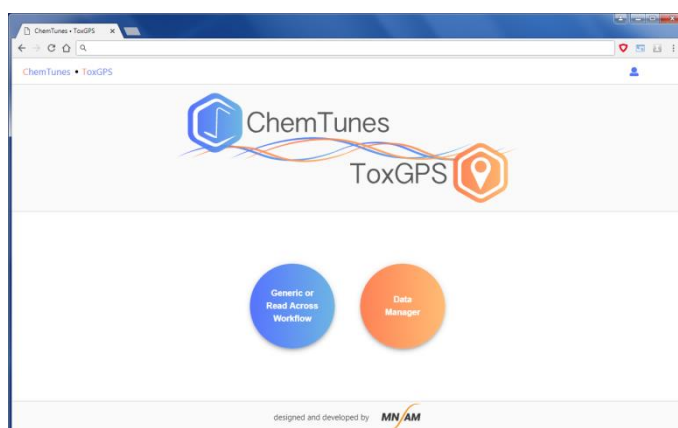 ChemTunes • ToxGPS
ChemTunes • ToxGPS
ChemTunes
ToxGPS
Generic or
Read Across
Workflow
Data
Manager
designed and developed by MN/AM